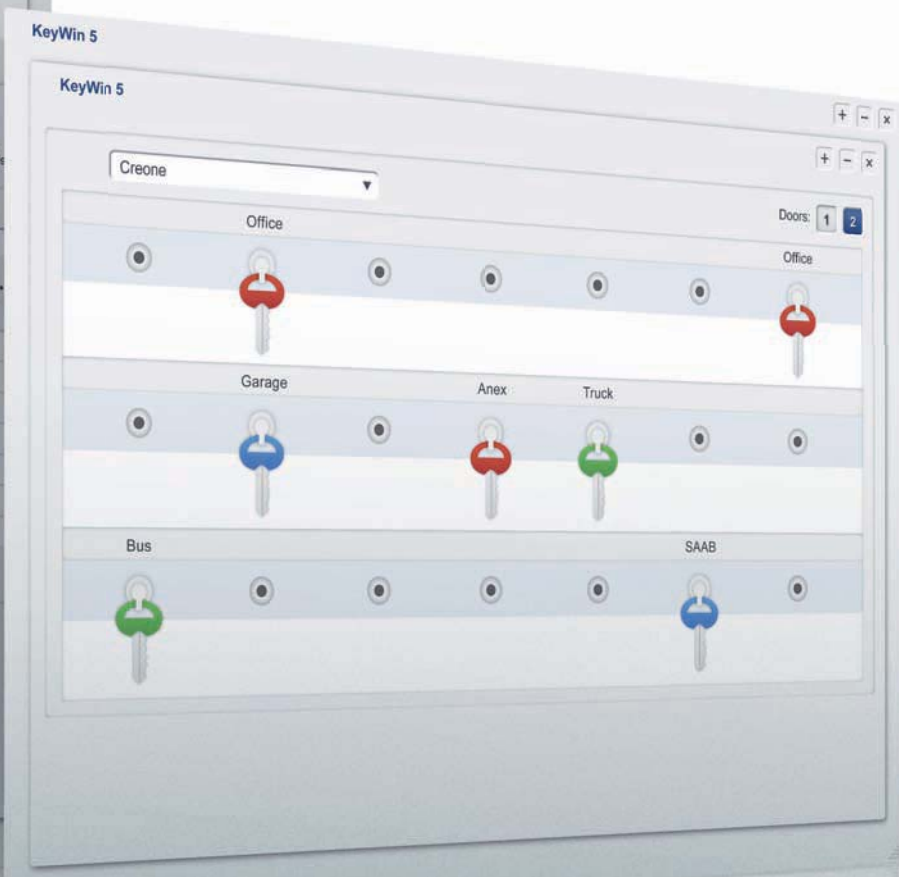 KeyWin 5
KeyWin 5
+ − x
+ − x
Creone ▼
Doors: 1 2
Office Office
Garage Anex Truck
Bus SAAB